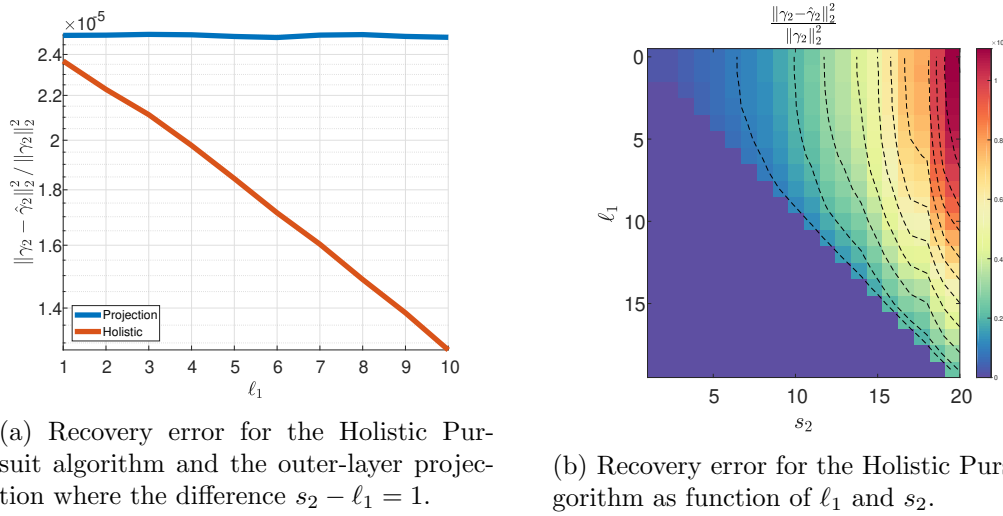 ×10⁻⁵
2.4
2.2
2
1.8
1.6
1.4
‖γ₂ − γ̂₂‖₂² / ‖γ₂‖₂²
Projection
Holistic
1 2 3 4 5 6 7 8 9 10
ℓ₁
(a) Recovery error for the Holistic Pur-
suit algorithm and the outer-layer projec-
tion where the difference s₂ − ℓ₁ = 1.
‖γ₂−γ̂₂‖₂²
‖γ₂‖₂²
×10
0
5
10
15
ℓ₁
5 10 15 20
s₂
1
0.8
0.6
0.4
0.2
0
(b) Recovery error for the Holistic Purs
gorithm as function of ℓ₁ and s₂.